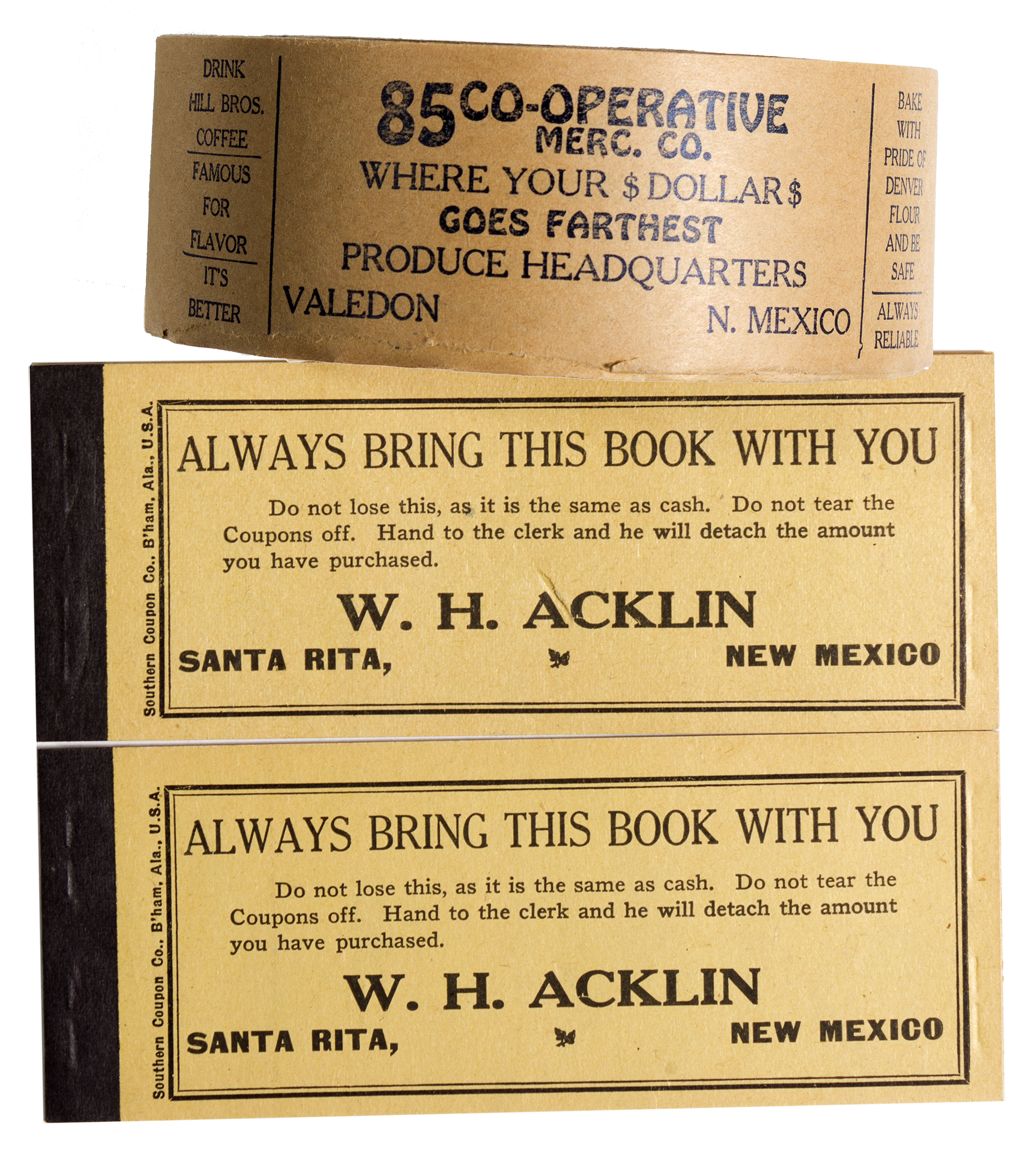 DRINK
HILL BROS.
COFFEE
FAMOUS
FOR
FLAVOR
IT'S
BETTER
85 CO-OPERATIVE
MERC. CO.
WHERE YOUR $ DOLLAR $
GOES FARTHEST
PRODUCE HEADQUARTERS
VALEDON N. MEXICO
BAKE
WITH
PRIDE OF
DENVER
FLOUR
AND BE
SAFE
ALWAYS
RELIABLE
Southern Coupon Co., B'ham, Ala., U.S.A.
ALWAYS BRING THIS BOOK WITH YOU
Do not lose this, as it is the same as cash. Do not tear the
Coupons off. Hand to the clerk and he will detach the amount
you have purchased.
W. H. ACKLIN
SANTA RITA, NEW MEXICO
Southern Coupon Co., B'ham, Ala., U.S.A.
ALWAYS BRING THIS BOOK WITH YOU
Do not lose this, as it is the same as cash. Do not tear the
Coupons off. Hand to the clerk and he will detach the amount
you have purchased.
W. H. ACKLIN
SANTA RITA, NEW MEXICO